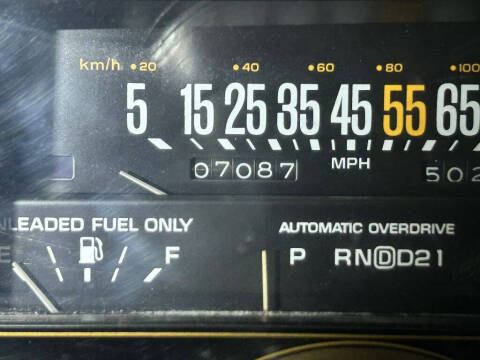 km/h 20 40 60 80 100
5 15 25 35 45 55 65
07087 MPH 502
UNLEADED FUEL ONLY AUTOMATIC OVERDRIVE
E F P RNDD21